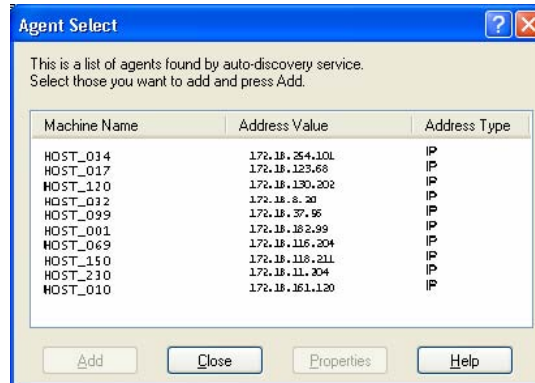 Agent Select
This is a list of agents found by auto-discovery service.
Select those you want to add and press Add.
Machine Name Address Value Address Type
HOST_034 172.18.254.101 IP
HOST_017 172.18.123.68 IP
HOST_120 172.18.130.202 IP
HOST_032 172.18.8.20 IP
HOST_099 172.18.37.56 IP
HOST_001 172.18.182.99 IP
HOST_069 172.18.116.204 IP
HOST_150 172.18.118.211 IP
HOST_230 172.18.11.204 IP
HOST_010 172.18.161.120 IP
Add Close Properties Help